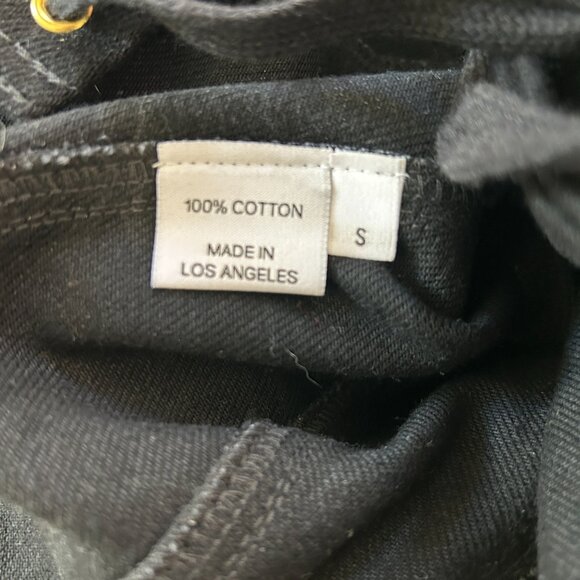 100% COTTON
MADE IN
LOS ANGELES
S